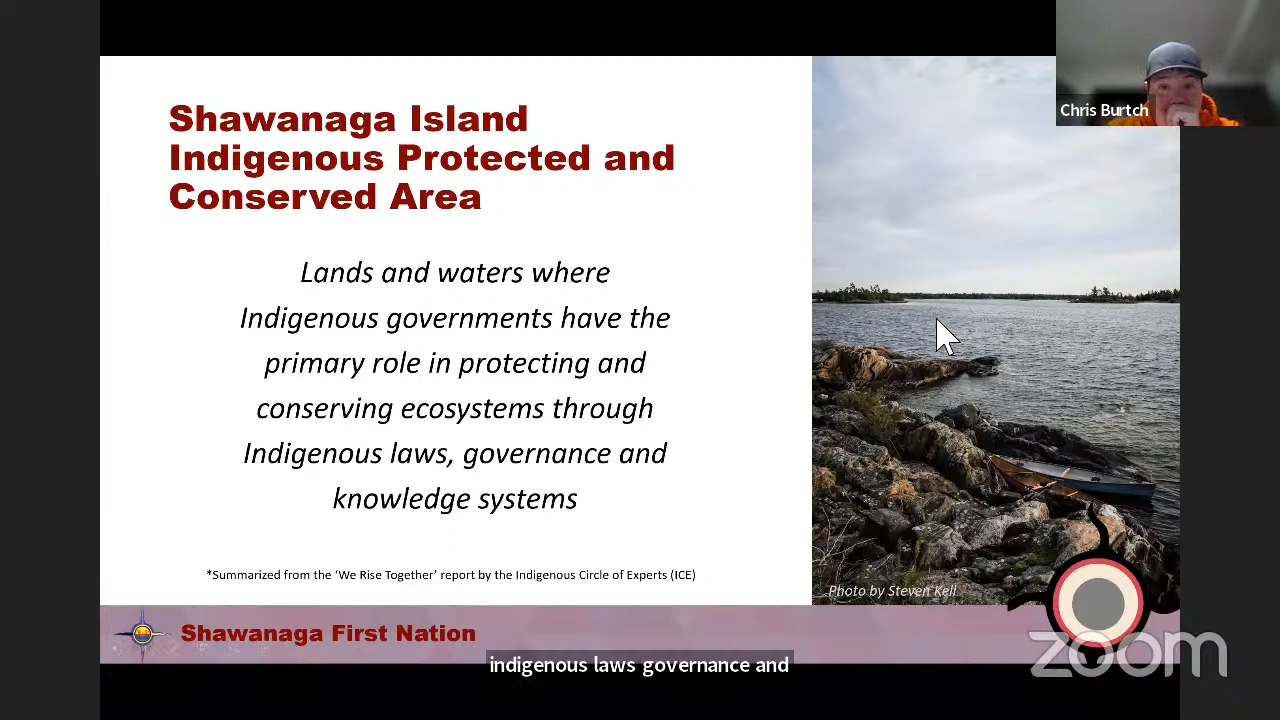 Chris Burtch
Shawanaga Island
Indigenous Protected and
Conserved Area
Lands and waters where
Indigenous governments have the
primary role in protecting and
conserving ecosystems through
Indigenous laws, governance and
knowledge systems
*Summarized from the ‘We Rise Together’ report by the Indigenous Circle of Experts (ICE)
Photo by Steven Kell
Shawanaga First Nation
indigenous laws governance and
zoom